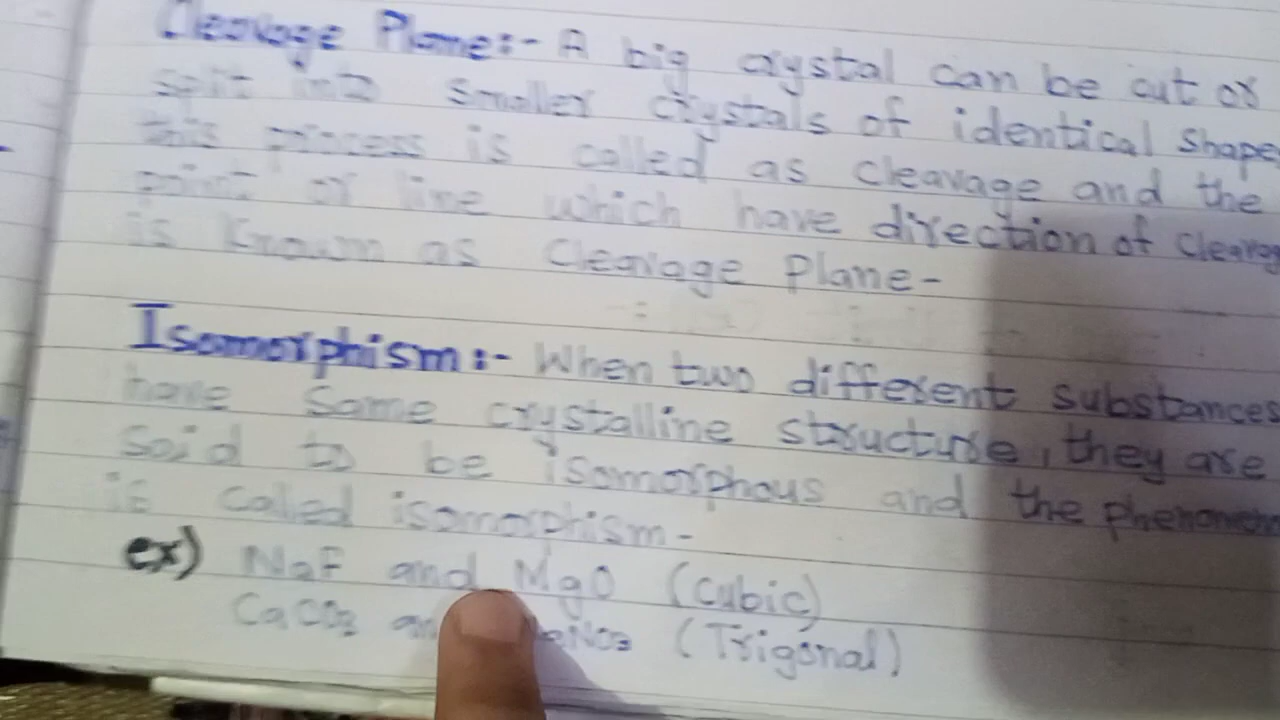 Cleavage Plane:- A big crystal can be cut or
split into smaller crystals of identical shape
this process is called as cleavage and the
point or line which have direction of cleavag
is known as Cleavage Plane-
Isomorphism:- When two different substances
have Same crystalline structure, they are
said to be isomorphous and the phenomeno
is called isomorphism-
ex) NaF and MgO (Cubic)
(Trigonal)